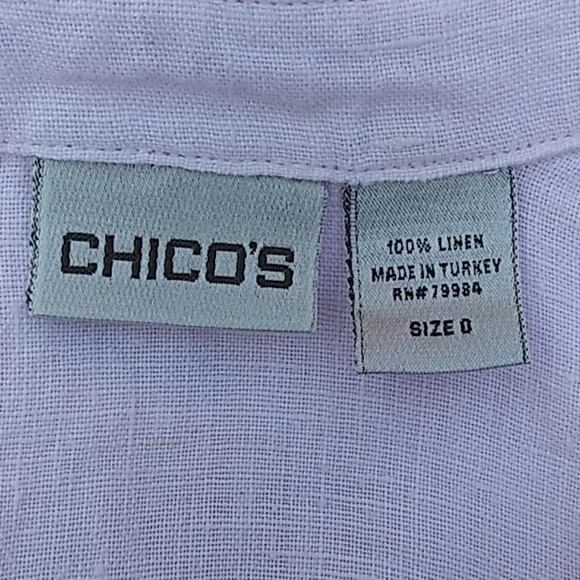 CHICO'S
100% LINEN
MADE IN TURKEY
RN#79984
SIZE 0